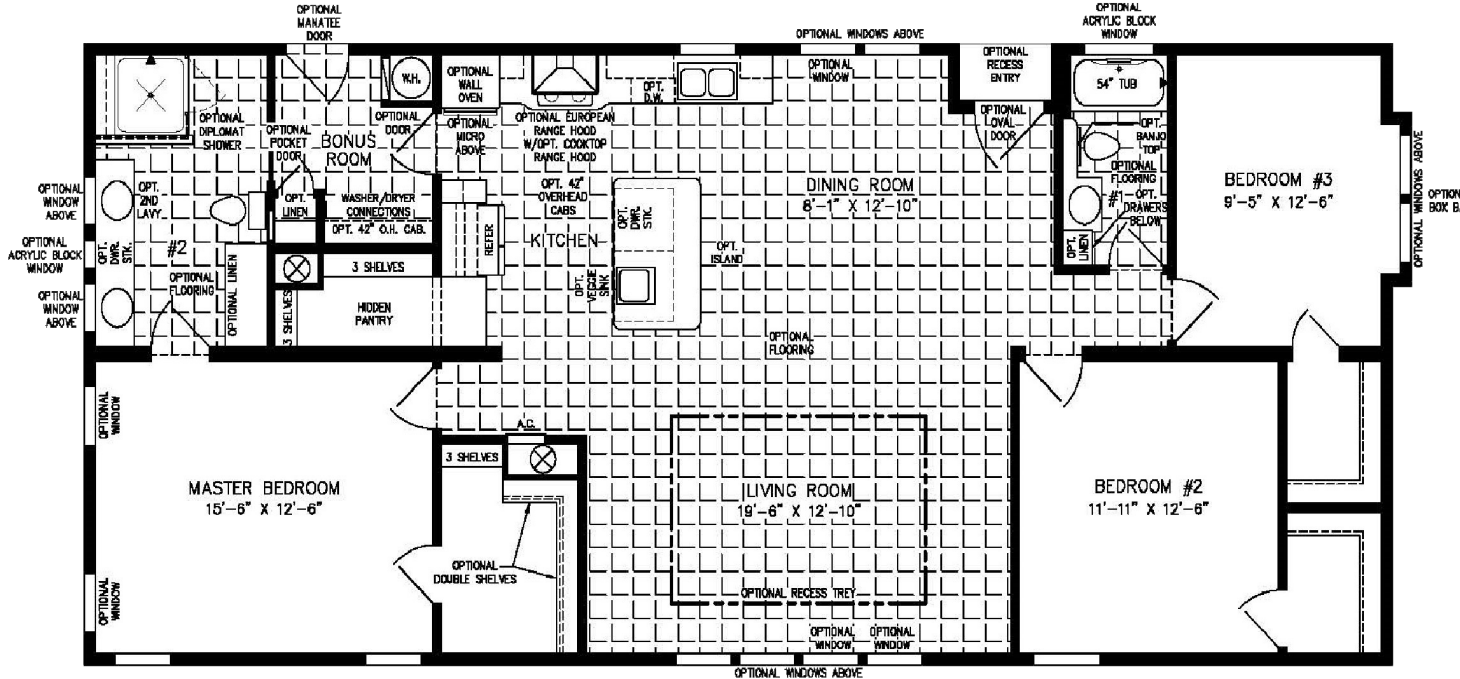 OPTIONAL
MANATEE
DOOR
OPTIONAL WINDOWS ABOVE
OPTIONAL
ACRYLIC BLOCK
WINDOW
W.H.
OPTIONAL
WALL
OVEN
OPT.
D.W.
OPTIONAL
WINDOW
OPTIONAL
RECESS
ENTRY
54" TUB
OPTIONAL
DIPLOMAT
SHOWER
OPTIONAL
POCKET
DOOR
OPTIONAL
DOOR
BONUS
ROOM
OPTIONAL
MICRO
ABOVE
OPTIONAL EUROPEAN
RANGE HOOD
W/OPT. COOKTOP
RANGE HOOD
OPTIONAL
OVAL
DOOR
OPT.
BANJO
TOP
OPTIONAL
FLOORING
#1
OPT.
DRAWERS
BELOW
OPT.
LINEN
BEDROOM #3
9'-5" X 12'-6"
OPTIONAL WINDOWS ABOVE
OPTIONAL WINDOW
OPTIONAL
WINDOW
ABOVE
OPT.
2ND
LAVY.
OPT.
LINEN
WASHER/DRYER
CONNECTIONS
OPT. 42" O.H. CAB.
OPT. 42"
OVERHEAD
CABS
OPT.
DWR.
STK.
DINING ROOM
8'-1" X 12'-10"
REFER
KITCHEN
OPT.
ISLAND
OPTIONAL
ACRYLIC BLOCK
WINDOW
OPT.
DWR.
STK.
#2
OPTIONAL
FLOORING
OPTIONAL LINEN
3 SHELVES
3 SHELVES
HIDDEN
PANTRY
OPT.
VEGGIE
SINK
OPTIONAL
WINDOW
ABOVE
OPTIONAL
FLOORING
OPTIONAL
WINDOW
A.C.
3 SHELVES
MASTER BEDROOM
15'-6" X 12'-6"
LIVING ROOM
19'-6" X 12'-10"
BEDROOM #2
11'-11" X 12'-6"
OPTIONAL
DOUBLE SHELVES
OPTIONAL
WINDOW
OPTIONAL RECESS TREY
OPTIONAL
WINDOW
OPTIONAL
WINDOW
OPTIONAL WINDOWS ABOVE